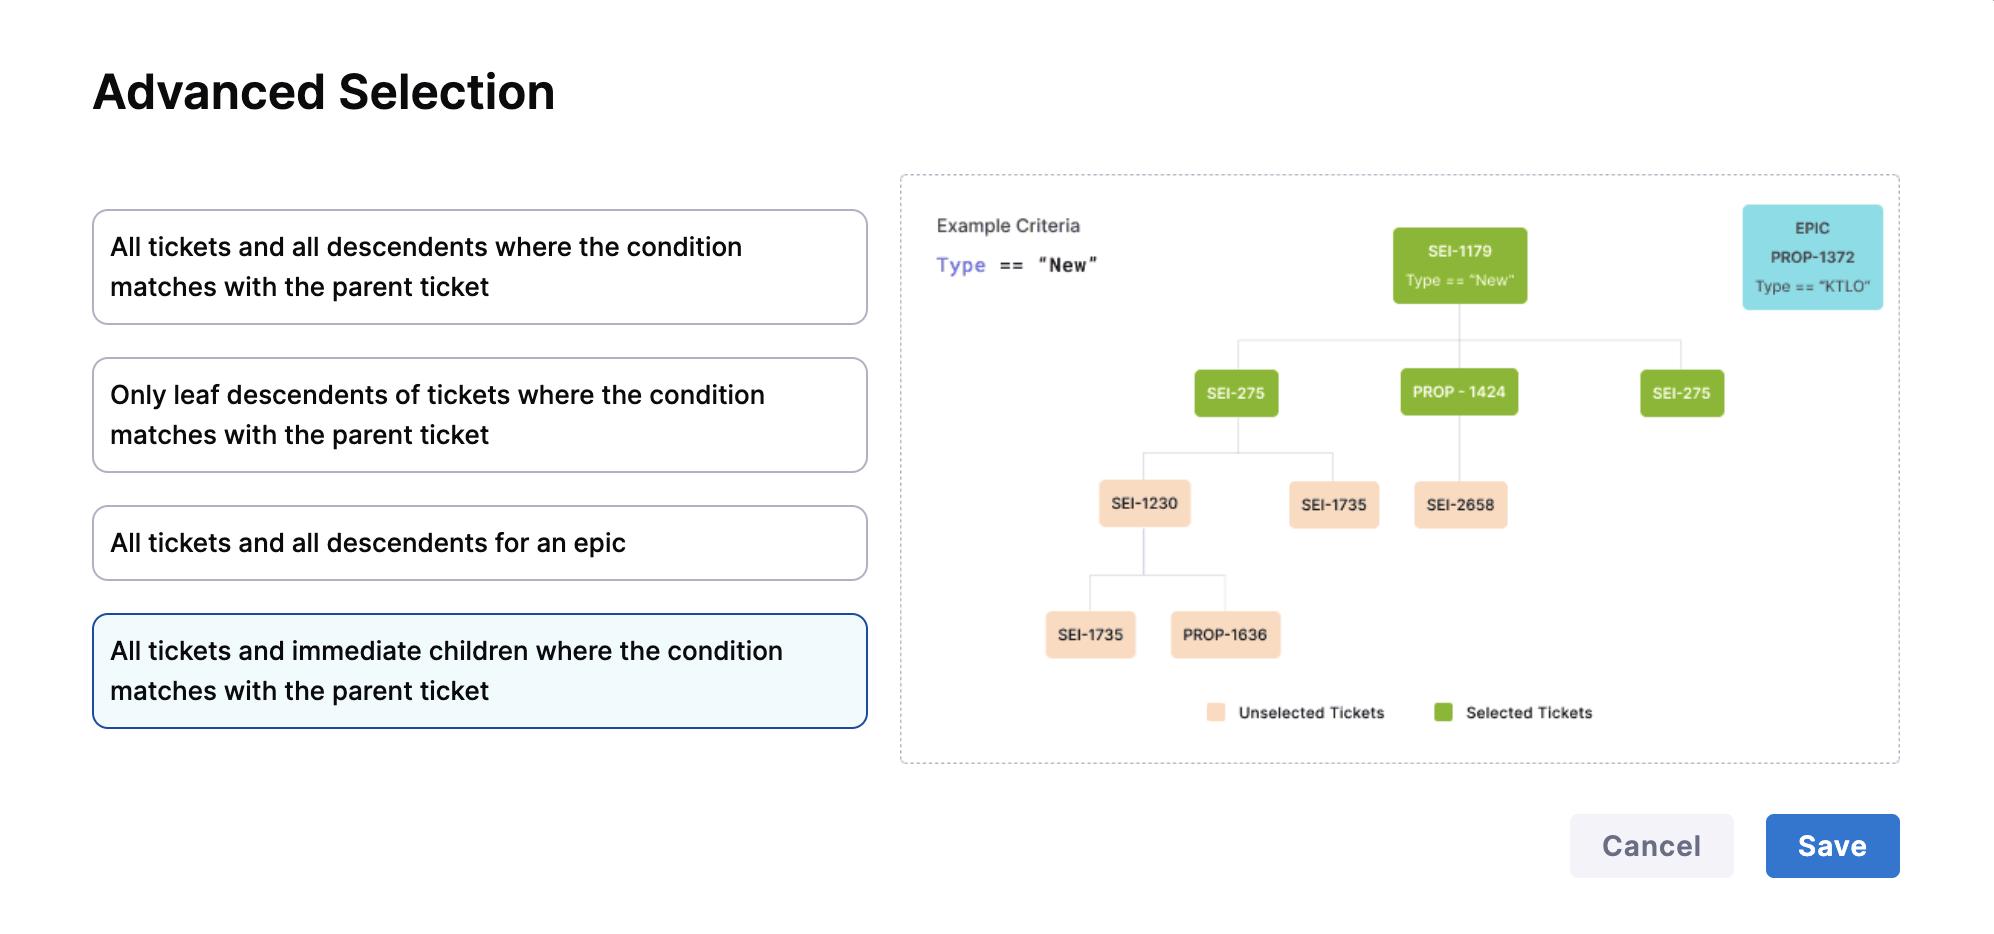 Advanced Selection
All tickets and all descendents where the condition
matches with the parent ticket
Only leaf descendents of tickets where the condition
matches with the parent ticket
All tickets and all descendents for an epic
All tickets and immediate children where the condition
matches with the parent ticket
Example Criteria
Type == “New”
SEI-1179
Type == “New”
EPIC
PROP-1372
Type == “KTLO”
SEI-275
PROP - 1424
SEI-275
SEI-1230
SEI-1735
SEI-2658
SEI-1735
PROP-1636
Unselected Tickets
Selected Tickets
Cancel
Save